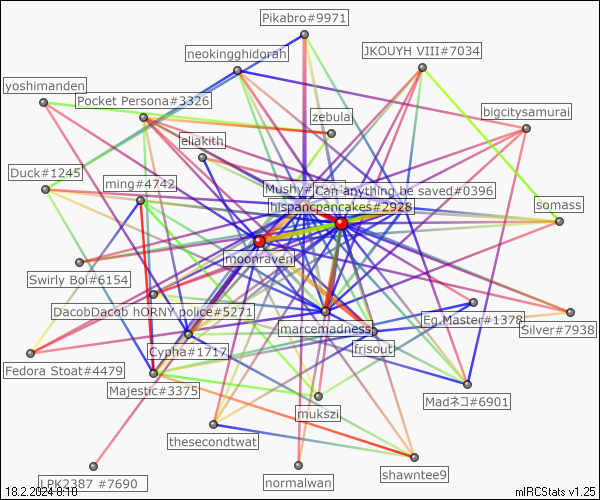 Pikabro#9971
neokingghidorah
JKOUYH VIII#7034
yoshimanden
Pocket Persona#3326
zebula
bigcitysamurai
eliakith
Duck#1245
ming#4742
Mushy#
Can anything be saved#0396
hispancpancakes#2928
somass
moonraven
Swirly Boi#6154
DacobDacob hORNY police#5271
marcemadness
Eg.Master#1378
Silver#7938
Cypha#1717
frisout
Fedora Stoat#4479
Majestic#3375
Madネコ#6901
mukszi
thesecondtwat
shawntee9
LPK2387 #7690
normalwan
18.2.2024 0:10
mIRCStats v1.25